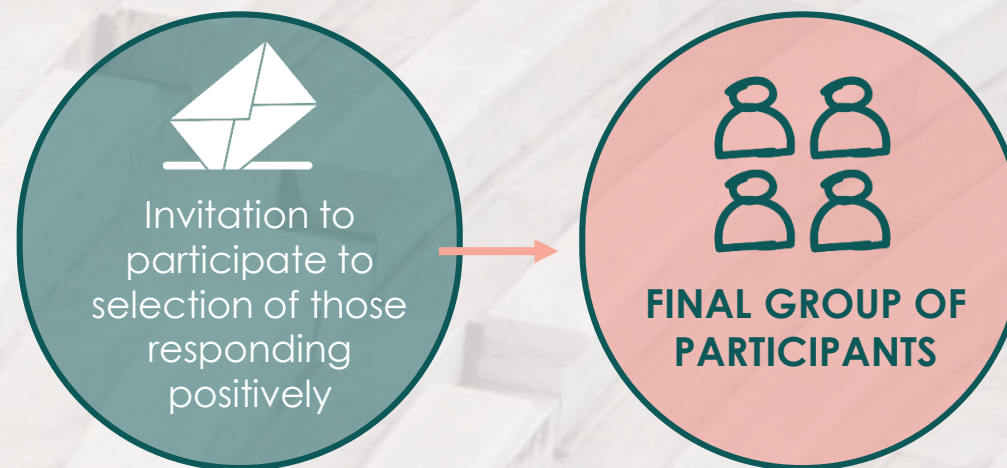 Invitation to
participate to
selection of those
responding
positively
FINAL GROUP OF
PARTICIPANTS